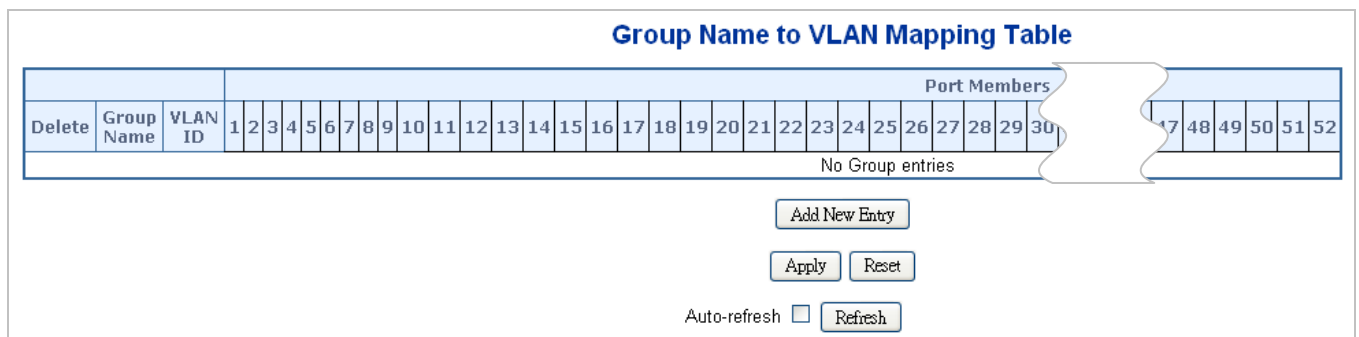 Group Name to VLAN Mapping Table
Port Members
Delete Group Name VLAN ID 1 2 3 4 5 6 7 8 9 10 11 12 13 14 15 16 17 18 19 20 21 22 23 24 25 26 27 28 29 30 47 48 49 50 51 52
No Group entries
Add New Entry
Apply Reset
Auto-refresh Refresh